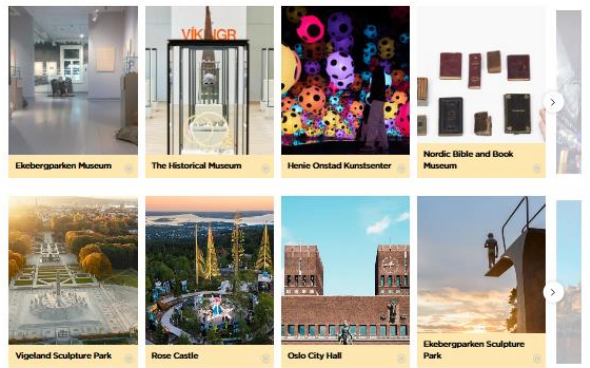 VÍKINGR
Ekebergparken Museum
The Historical Museum
Henie Onstad Kunstsenter
Nordic Bible and Book
Museum
Vigeland Sculpture Park
Rose Castle
Oslo City Hall
Ekebergparken Sculpture
Park